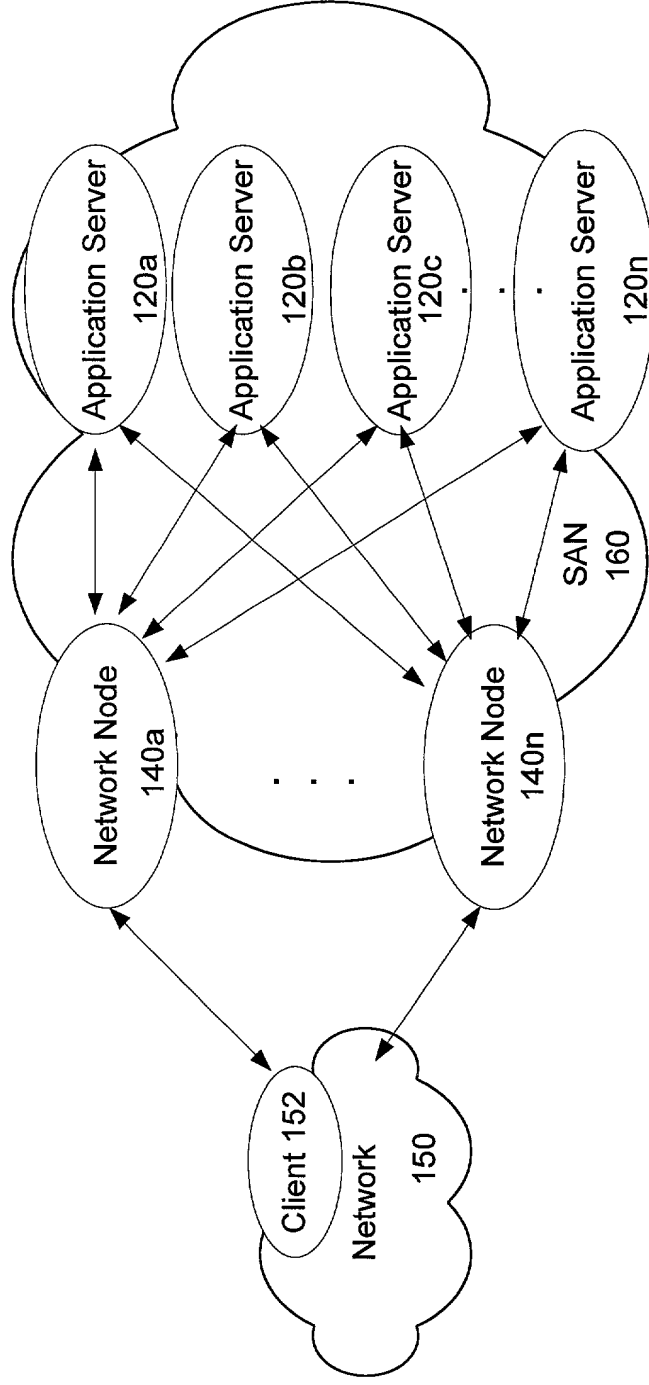 Client 152
Network
150
Network Node
140a
. . .
Network Node
140n
SAN
160
Application Server
120a
Application Server
120b
Application Server
120c
. . .
Application Server
120n